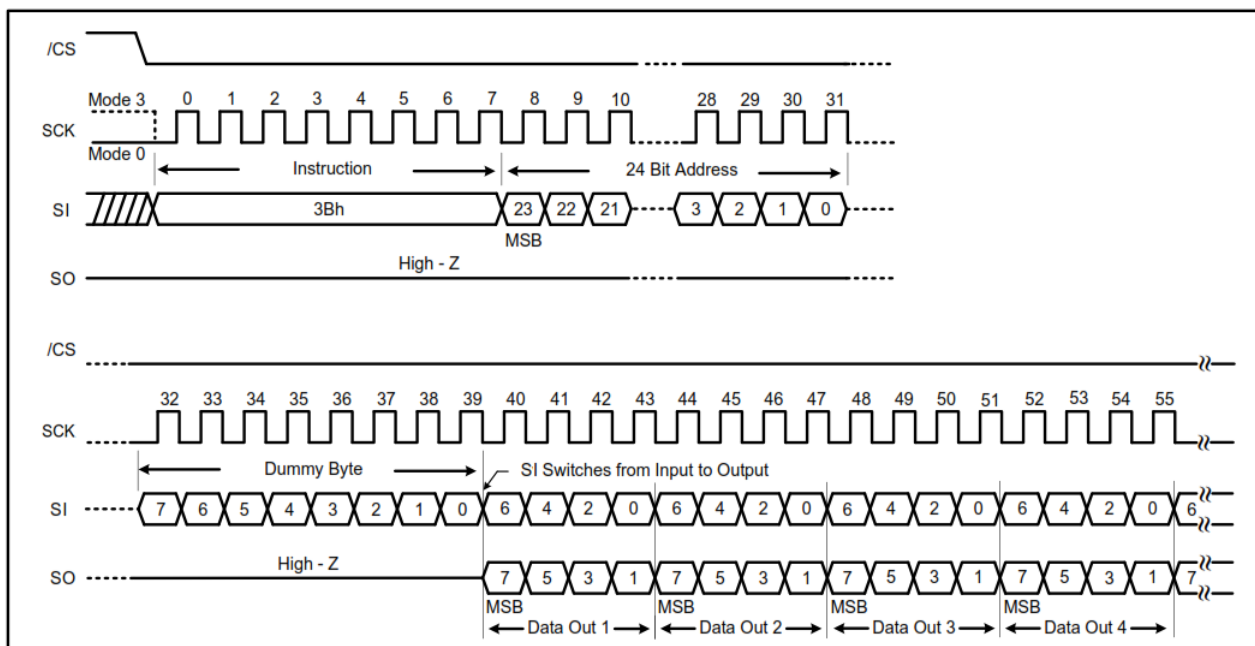 /CS
Mode 3 0 1 2 3 4 5 6 7 8 9 10 28 29 30 31
SCK
Mode 0
Instruction 24 Bit Address
SI 3Bh 23 22 21 3 2 1 0
MSB
High - Z
SO
/CS
32 33 34 35 36 37 38 39 40 41 42 43 44 45 46 47 48 49 50 51 52 53 54 55
SCK
Dummy Byte SI Switches from Input to Output
SI 7 6 5 4 3 2 1 0 6 4 2 0 6 4 2 0 6 4 2 0 6 4 2 0 6
High - Z
SO 7 5 3 1 7 5 3 1 7 5 3 1 7 5 3 1 7
MSB MSB MSB MSB
Data Out 1 Data Out 2 Data Out 3 Data Out 4